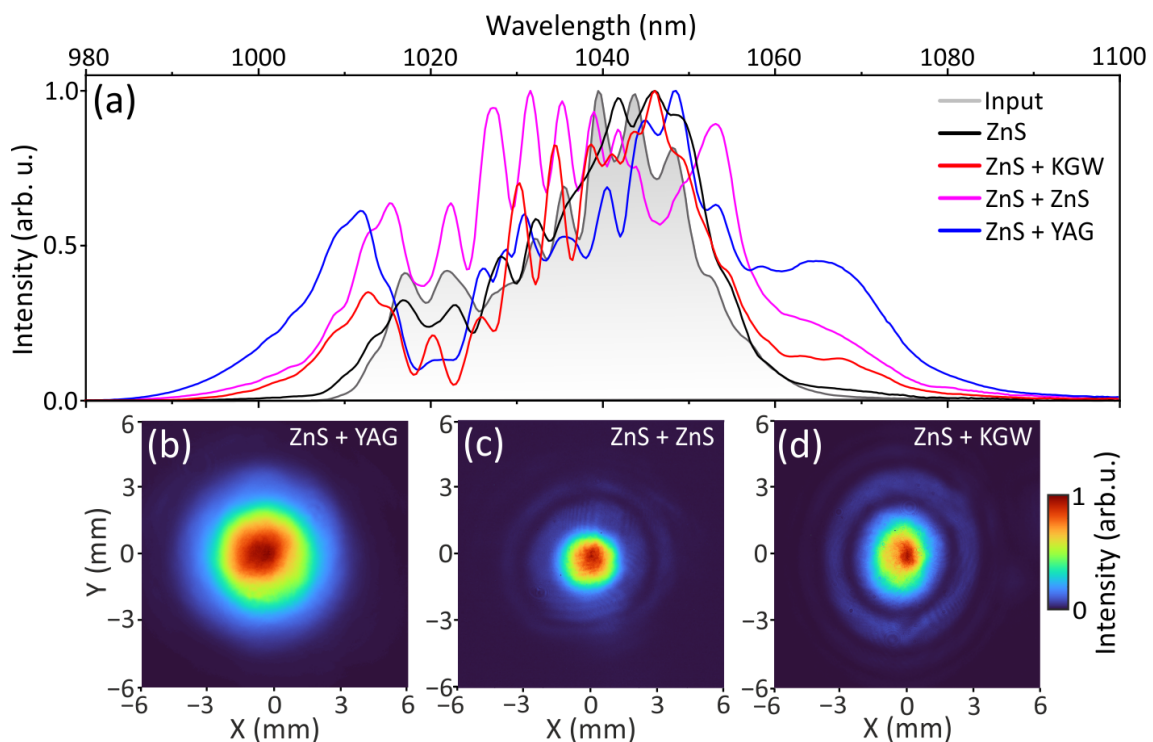 Wavelength (nm)
980 1000 1020 1040 1060 1080 1100
Intensity (arb. u.)
1.0
0.5
0.0
(a)
Input
ZnS
ZnS + KGW
ZnS + ZnS
ZnS + YAG
(b) ZnS + YAG
(c) ZnS + ZnS
(d) ZnS + KGW
Y (mm)
6
3
0
−3
−6
6
3
0
−3
−6
6
3
0
−3
−6
−6 −3 0 3 6
−6 −3 0 3 6
−6 −3 0 3 6
X (mm)
X (mm)
X (mm)
1
0
Intensity (arb.u.)